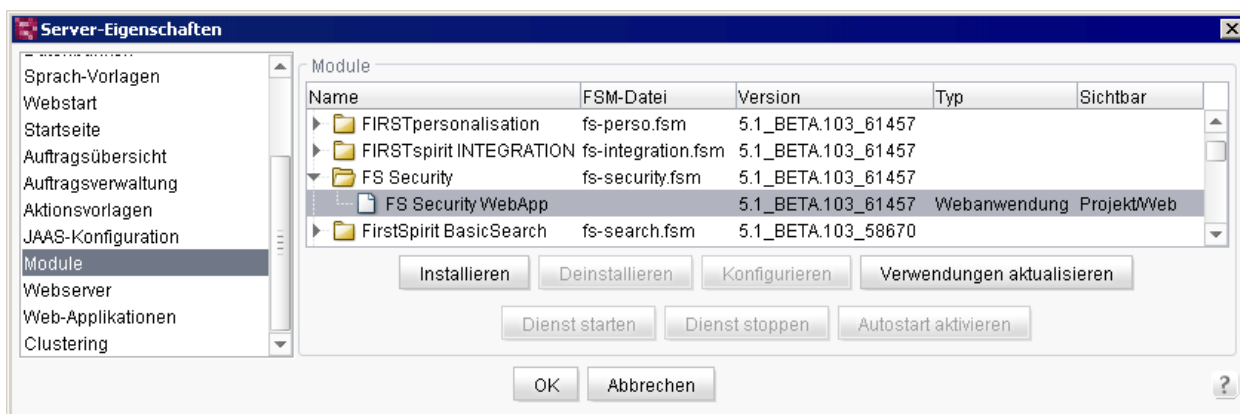 Server-Eigenschaften
Sprach-Vorlagen
Webstart
Startseite
Auftragsübersicht
Auftragsverwaltung
Aktionsvorlagen
JAAS-Konfiguration
Module
Webserver
Web-Applikationen
Clustering
Module
Name FSM-Datei Version Typ Sichtbar
FIRSTpersonalisation fs-perso.fsm 5.1_BETA.103_61457
FIRSTspirit INTEGRATION fs-integration.fsm 5.1_BETA.103_61457
FS Security fs-security.fsm 5.1_BETA.103_61457
FS Security WebApp 5.1_BETA.103_61457 Webanwendung Projekt/Web
FirstSpirit BasicSearch fs-search.fsm 5.1_BETA.103_58670
Installieren Deinstallieren Konfigurieren Verwendungen aktualisieren
Dienst starten Dienst stoppen Autostart aktivieren
OK Abbrechen ?